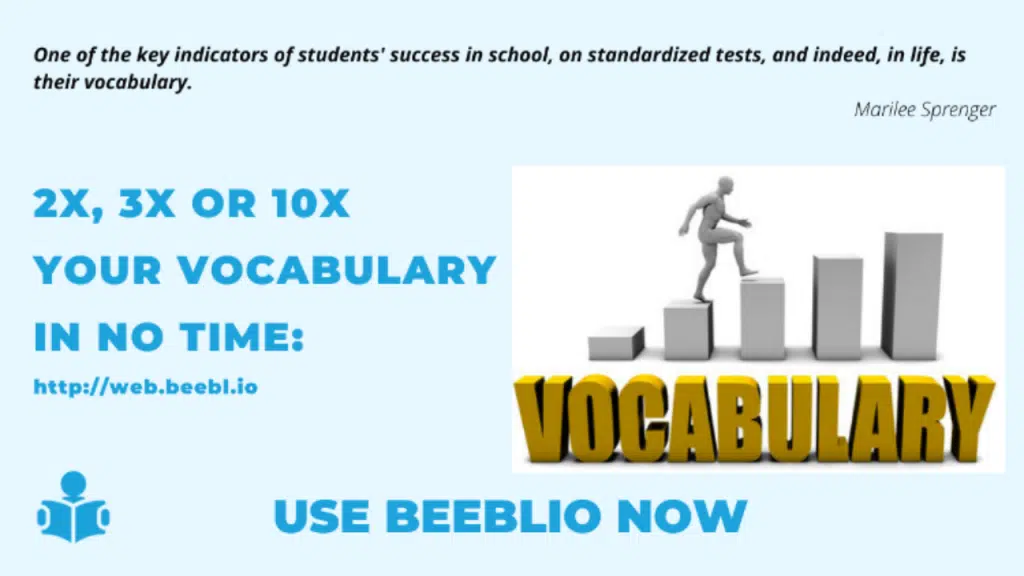 One of the key indicators of students' success in school, on standardized tests, and indeed, in life, is
their vocabulary.
Marilee Sprenger
2X, 3X OR 10X
YOUR VOCABULARY
IN NO TIME:
http://web.beebl.io
VOCABULARY
USE BEEBLIO NOW